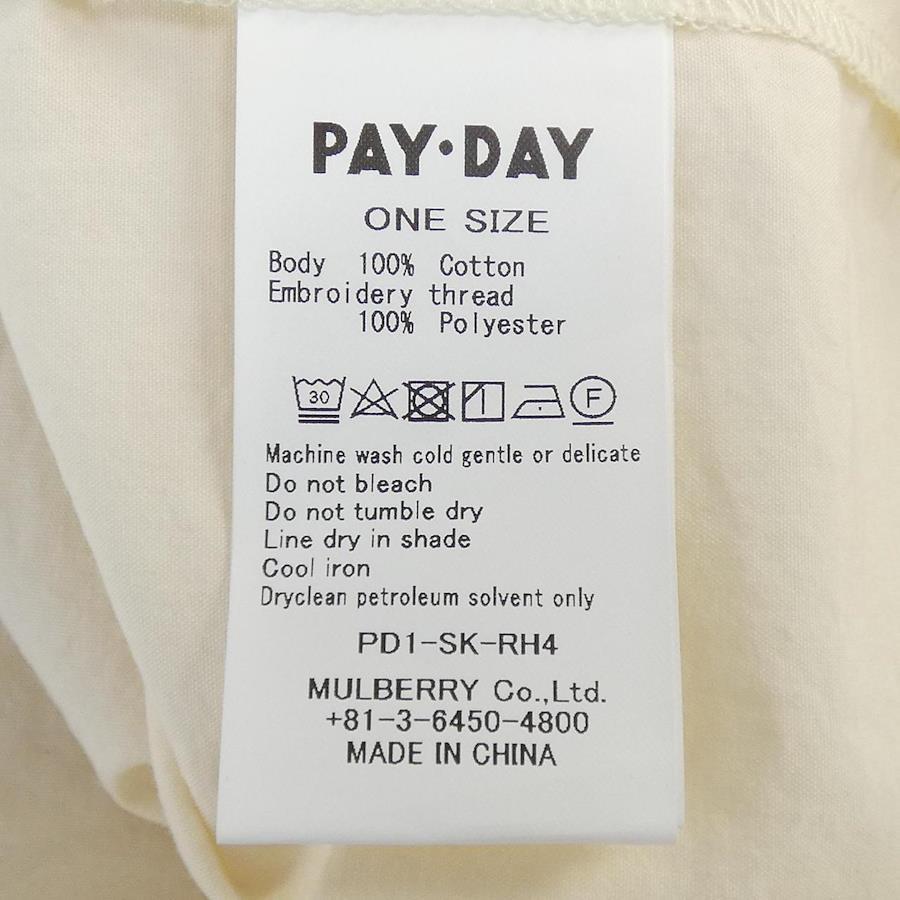 PAY·DAY
ONE SIZE
Body 100% Cotton
Embroidery thread
100% Polyester
30 F
Machine wash cold gentle or delicate
Do not bleach
Do not tumble dry
Line dry in shade
Cool iron
Dryclean petroleum solvent only
PD1-SK-RH4
MULBERRY Co.,Ltd.
+81-3-6450-4800
MADE IN CHINA